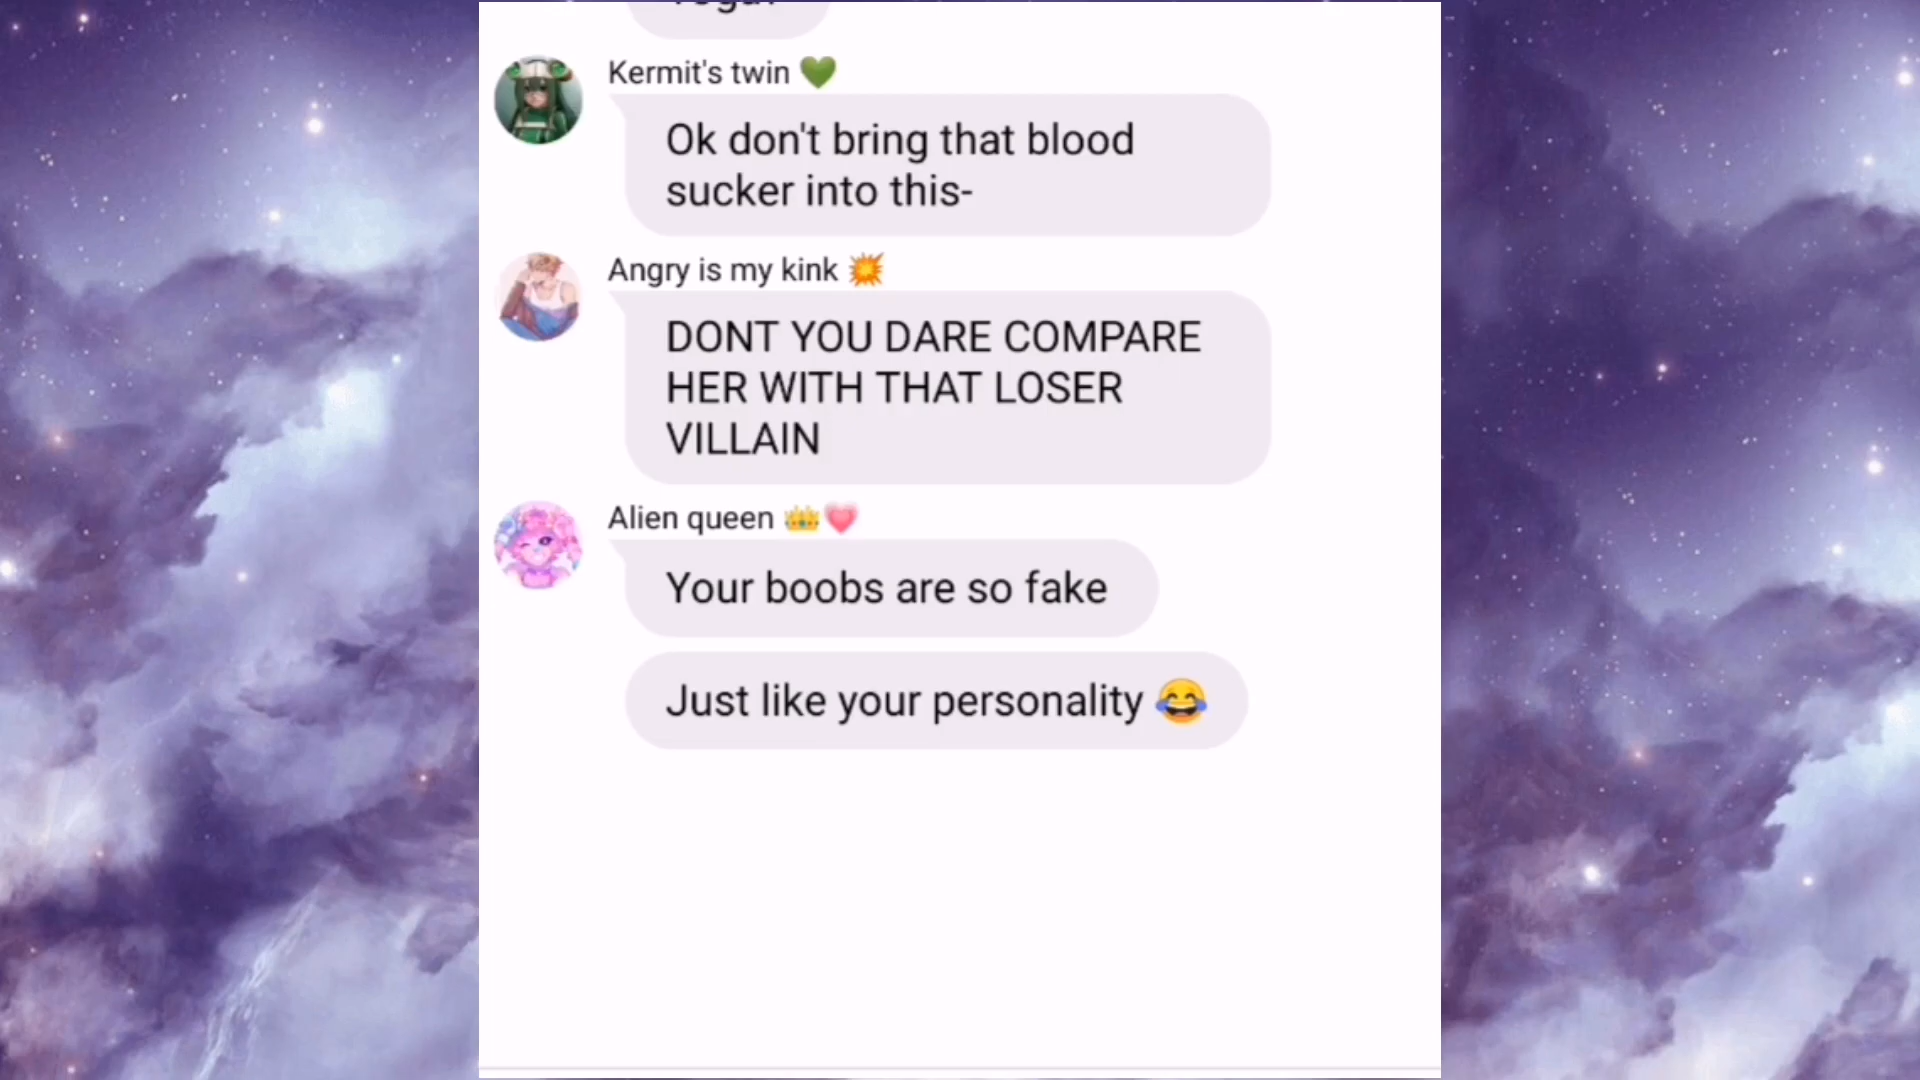 Kermit's twin 💚
Ok don't bring that blood
sucker into this-
Angry is my kink 💥
DONT YOU DARE COMPARE
HER WITH THAT LOSER
VILLAIN
Alien queen 👑💗
Your boobs are so fake
Just like your personality 😂